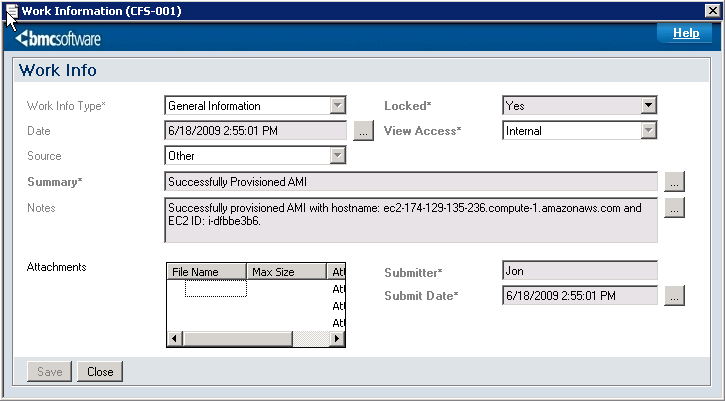 Work Information (CFS-001)
bmcsoftware
Help
Work Info
Work Info Type* General Information Locked* Yes
Date 6/18/2009 2:55:01 PM ... View Access* Internal
Source Other
Summary* Successfully Provisioned AMI ...
Notes Successfully provisioned AMI with hostname: ec2-174-129-135-236.compute-1.amazonaws.com and ...
EC2 ID: i-dfbbe3b6.
Attachments File Name Max Size Att Submitter* Jon
Att
Submit Date* 6/18/2009 2:55:01 PM ...
Att
Att
Save Close